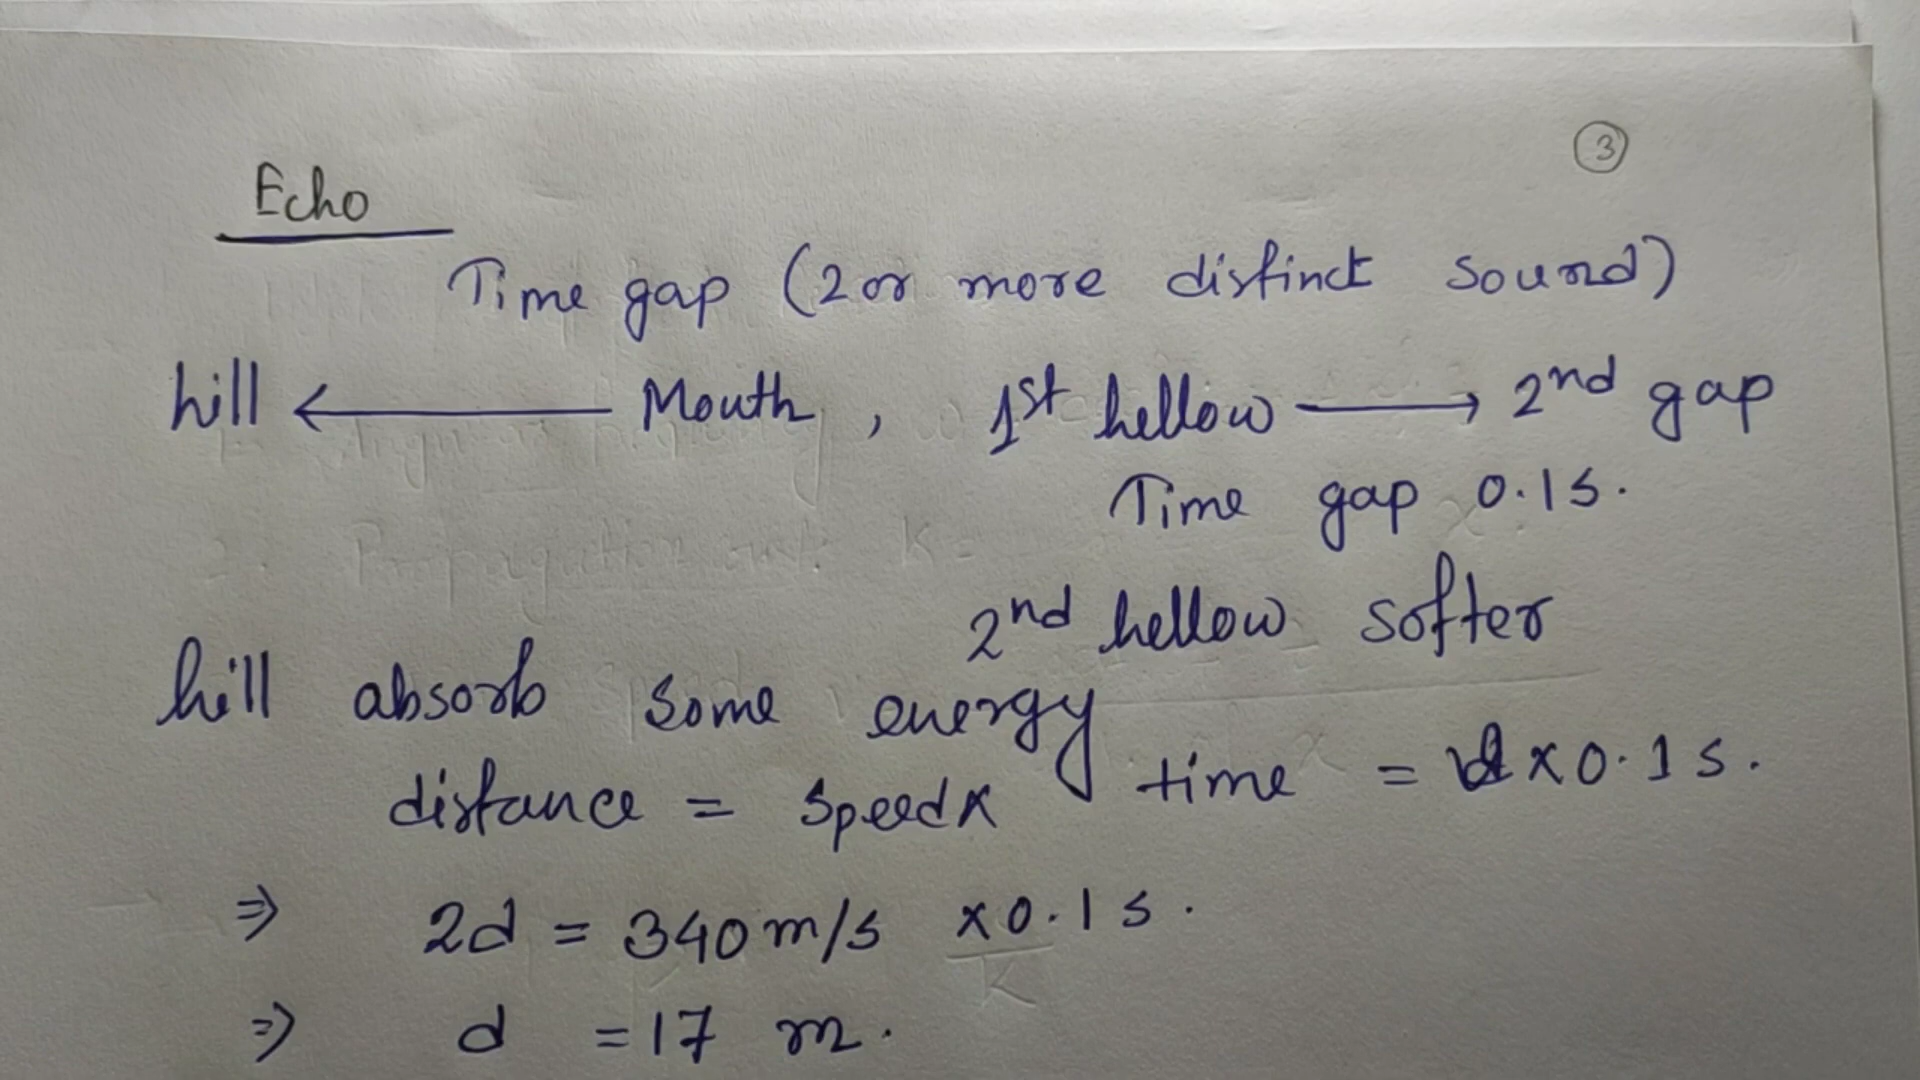 3
Echo
Time gap (2 or more distinct sound)
hill ← Mouth, 1st hellow → 2nd gap
Time gap 0.1s.
2nd hellow softer
hill absorb some energy
distance = speed x time = x 0.1 s.
⇒ 2d = 340 m/s x 0.1 s.
⇒ d = 17 m.